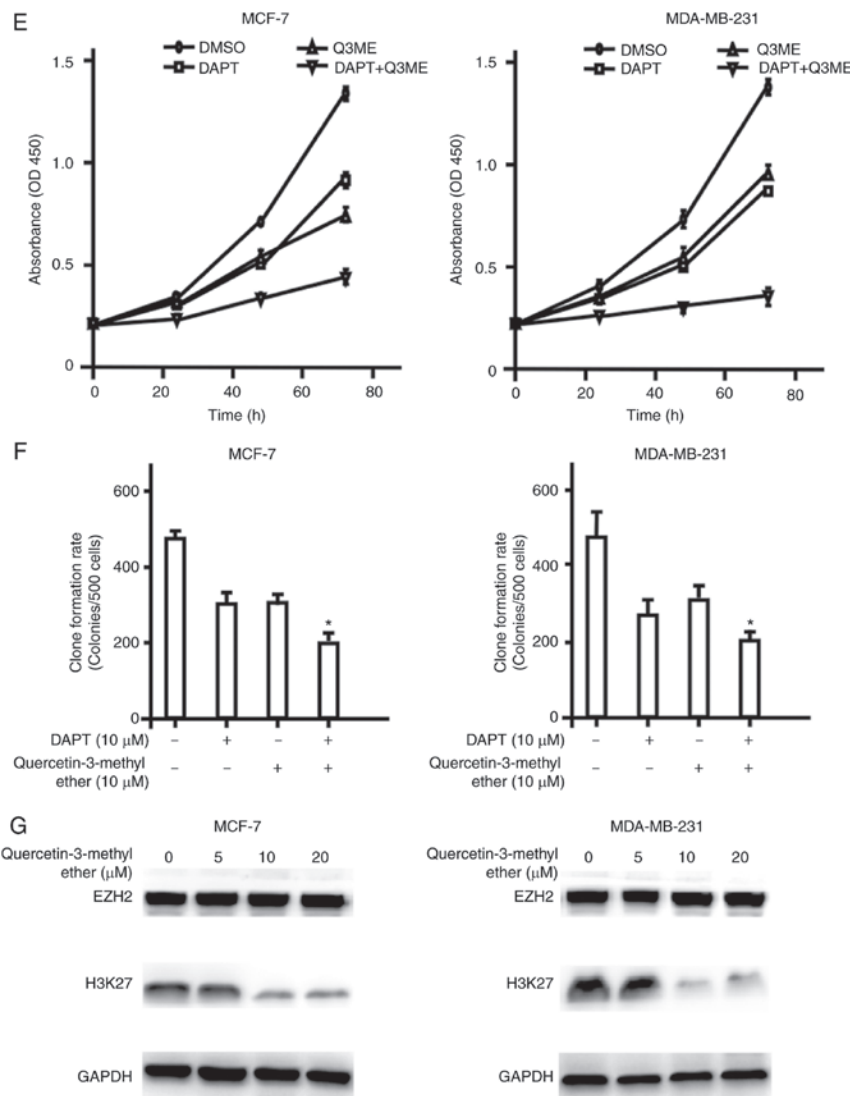 E
MCF-7
DMSO
Q3ME
DAPT
DAPT+Q3ME
1.5
1.0
0.5
0
Absorbance (OD 450)
0 20 40 60 80
Time (h)
MDA-MB-231
DMSO
Q3ME
DAPT
DAPT+Q3ME
1.5
1.0
0.5
0
Absorbance (OD 450)
0 20 40 60 80
Time (h)
F
MCF-7
600
400
200
0
Clone formation rate
(Colonies/500 cells)
*
DAPT (10 µM) – + – +
Quercetin-3-methyl
ether (10 µM) – – + +
MDA-MB-231
600
400
200
0
Clone formation rate
(Colonies/500 cells)
*
DAPT (10 µM) – + – +
Quercetin-3-methyl
ether (10 µM) – – + +
G
MCF-7
Quercetin-3-methyl
ether (µM)
0 5 10 20
EZH2
H3K27
GAPDH
MDA-MB-231
Quercetin-3-methyl
ether (µM)
0 5 10 20
EZH2
H3K27
GAPDH